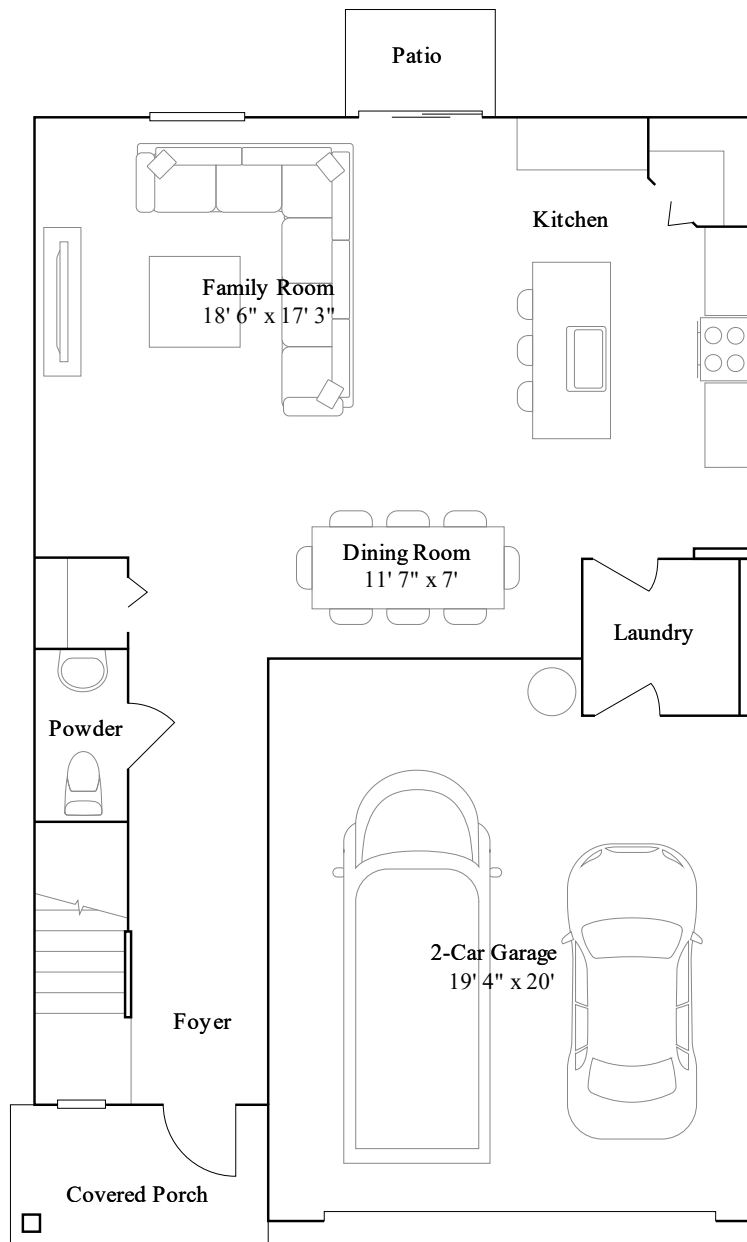 Patio
Kitchen
Family Room
18' 6" x 17' 3"
Dining Room
11' 7" x 7'
Laundry
Powder
2-Car Garage
19' 4" x 20'
Foyer
Covered Porch